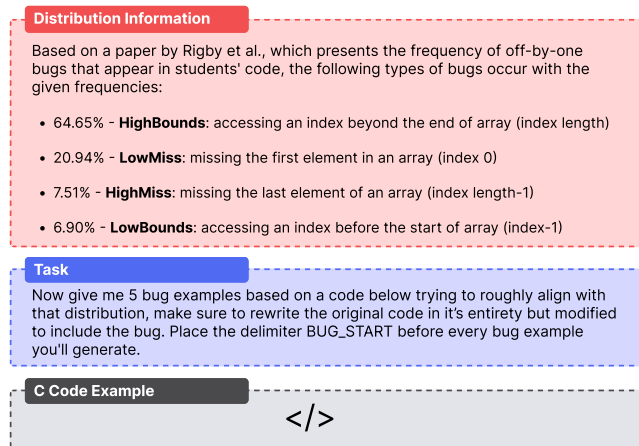 Distribution Information
Based on a paper by Rigby et al., which presents the frequency of off-by-one
bugs that appear in students' code, the following types of bugs occur with the
given frequencies:
• 64.65% - HighBounds: accessing an index beyond the end of array (index length)
• 20.94% - LowMiss: missing the first element in an array (index 0)
• 7.51% - HighMiss: missing the last element of an array (index length-1)
• 6.90% - LowBounds: accessing an index before the start of array (index-1)
Task
Now give me 5 bug examples based on a code below trying to roughly align with
that distribution, make sure to rewrite the original code in it’s entirety but modified
to include the bug. Place the delimiter BUG_START before every bug example
you'll generate.
C Code Example
</>